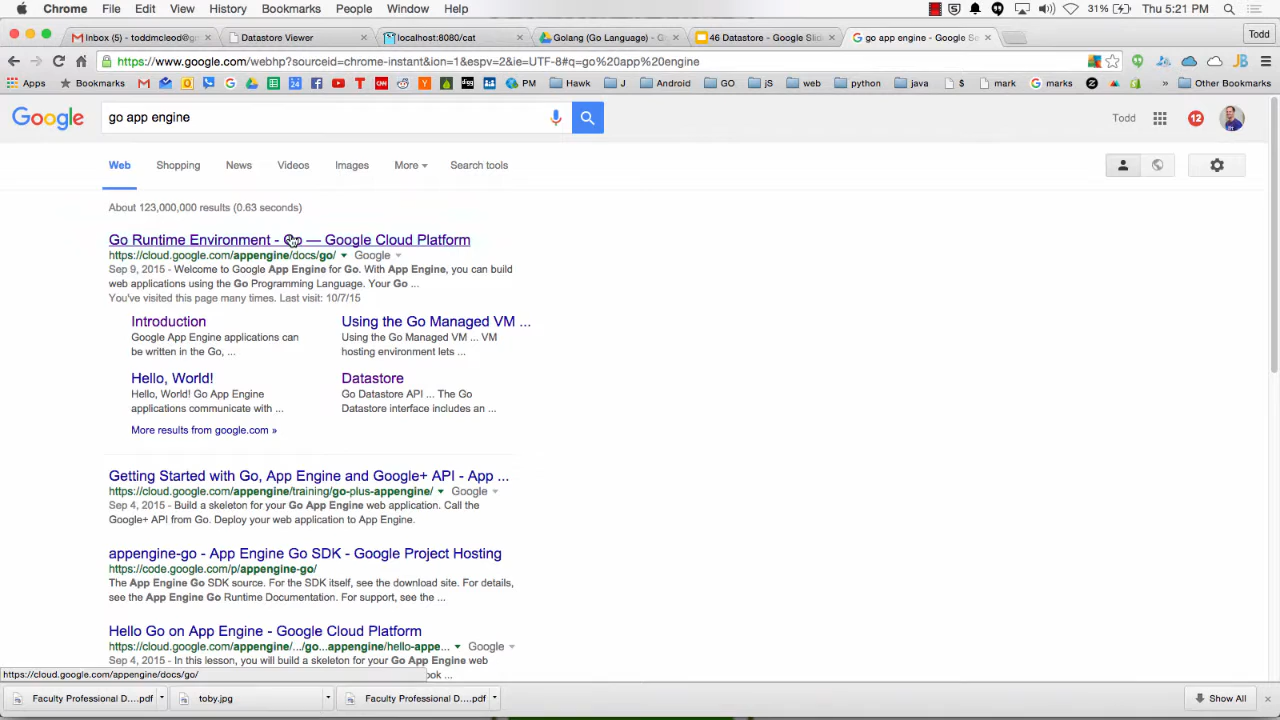 Chrome File Edit View History Bookmarks People Window Help 31% Thu 5:21 PM
Inbox (5) - toddmcleod@gm
Datastore Viewer
localhost:8080/cat
Golang (Go Language) - G
46 Datastore - Google Slid
go app engine - Google Se
Todd
https://www.google.com/webhp?sourceid=chrome-instant&ion=1&espv=2&ie=UTF-8#q=go%20app%20engine
Apps Bookmarks PM Hawk J Android GO jS web python java $ mark marks » Other Bookmarks
Google
go app engine
Todd
12
Web Shopping News Videos Images More Search tools
About 123,000,000 results (0.63 seconds)
Go Runtime Environment - Go — Google Cloud Platform
https://cloud.google.com/appengine/docs/go/ Google
Sep 9, 2015 - Welcome to Google App Engine for Go. With App Engine, you can build
web applications using the Go Programming Language. Your Go ...
You've visited this page many times. Last visit: 10/7/15
Introduction
Google App Engine applications can
be written in the Go, ...
Using the Go Managed VM ...
Using the Go Managed VM ... VM
hosting environment lets ...
Hello, World!
Hello, World! Go App Engine
applications communicate with ...
Datastore
Go Datastore API ... The Go
Datastore interface includes an ...
More results from google.com »
Getting Started with Go, App Engine and Google+ API - App ...
https://cloud.google.com/appengine/training/go-plus-appengine/ Google
Sep 4, 2015 - Build a skeleton for your Go App Engine web application. Call the
Google+ API from Go. Deploy your web application to App Engine.
appengine-go - App Engine Go SDK - Google Project Hosting
https://code.google.com/p/appengine-go/
The App Engine Go SDK source. For the SDK itself, see the download site. For details,
see the App Engine Go Runtime Documentation. For support, see the ...
Hello Go on App Engine - Google Cloud Platform
https://cloud.google.com/appengine/.../go...appengine/hello-appe... Google
Sep 4, 2015 - In this lesson, you will build a skeleton for your Go App Engine web
ook ...
https://cloud.google.com/appengine/docs/go/
Faculty Professional D....pdf
toby.jpg
Faculty Professional D....pdf
Show All